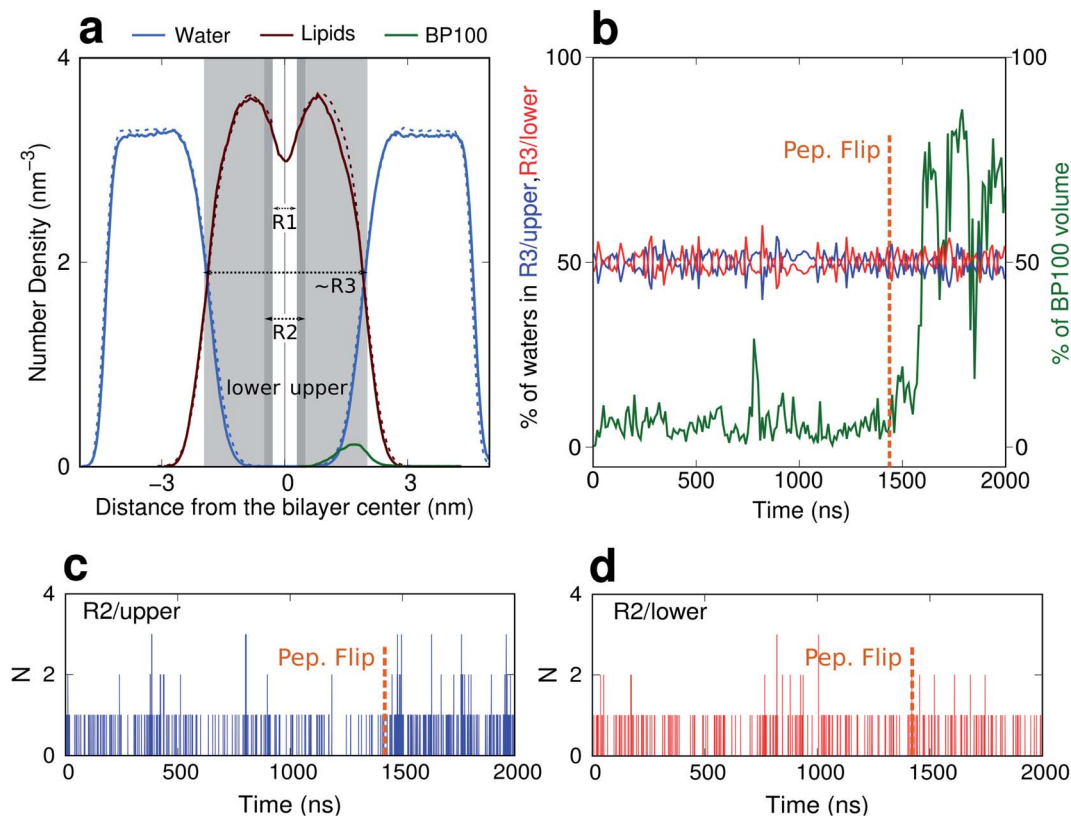 a
Water Lipids BP100
4
2
0
−3 0 3
Number Density (nm⁻³)
Distance from the bilayer center (nm)
R1
~R3
R2
lower upper
b
100
50
0
100
50
0
0 500 1000 1500 2000
% of waters in R3/upper,R3/lower
% of BP100 volume
Pep. Flip
Time (ns)
c
R2/upper
Pep. Flip
4
2
0
N
0 500 1000 1500 2000
Time (ns)
d
R2/lower
Pep. Flip
4
2
0
N
0 500 1000 1500 2000
Time (ns)